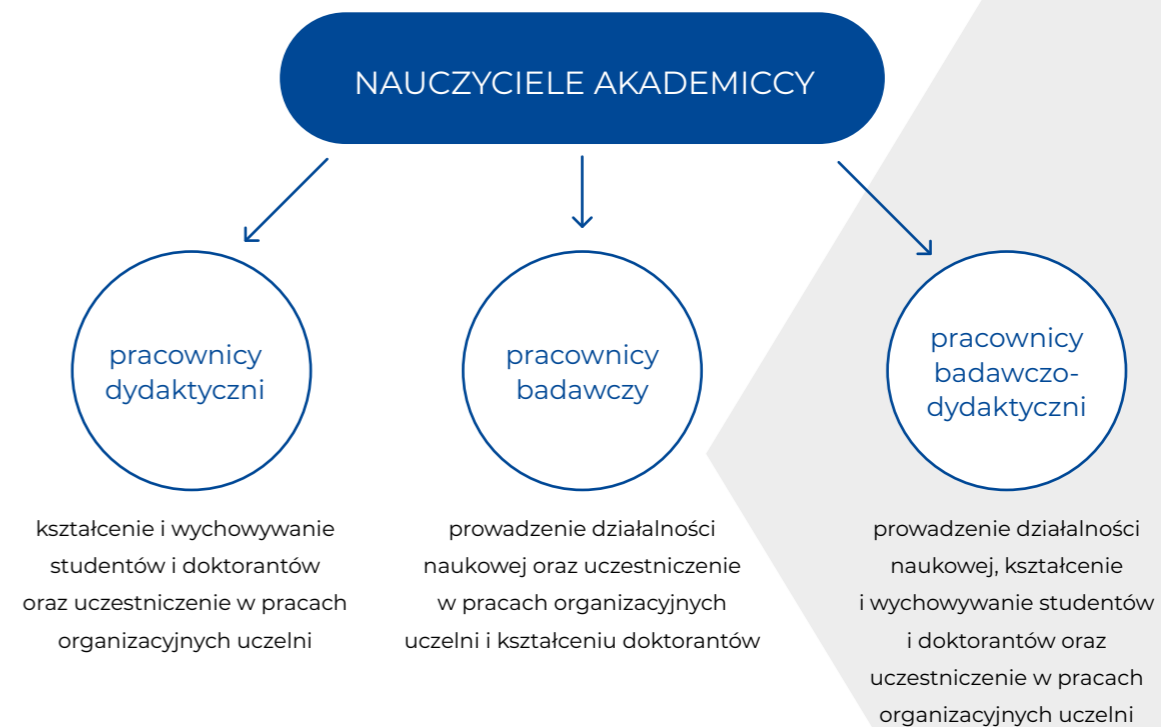 NAUCZYCIELE AKADEMICCY
pracownicy
dydaktyczni
kształcenie i wychowywanie
studentów i doktorantów
oraz uczestniczenie w pracach
organizacyjnych uczelni
pracownicy
badawczy
prowadzenie działalności
naukowej oraz uczestniczenie
w pracach organizacyjnych
uczelni i kształceniu doktorantów
pracownicy
badawczo-
dydaktyczni
prowadzenie działalności
naukowej, kształcenie
i wychowywanie studentów
i doktorantów oraz
uczestniczenie w pracach
organizacyjnych uczelni